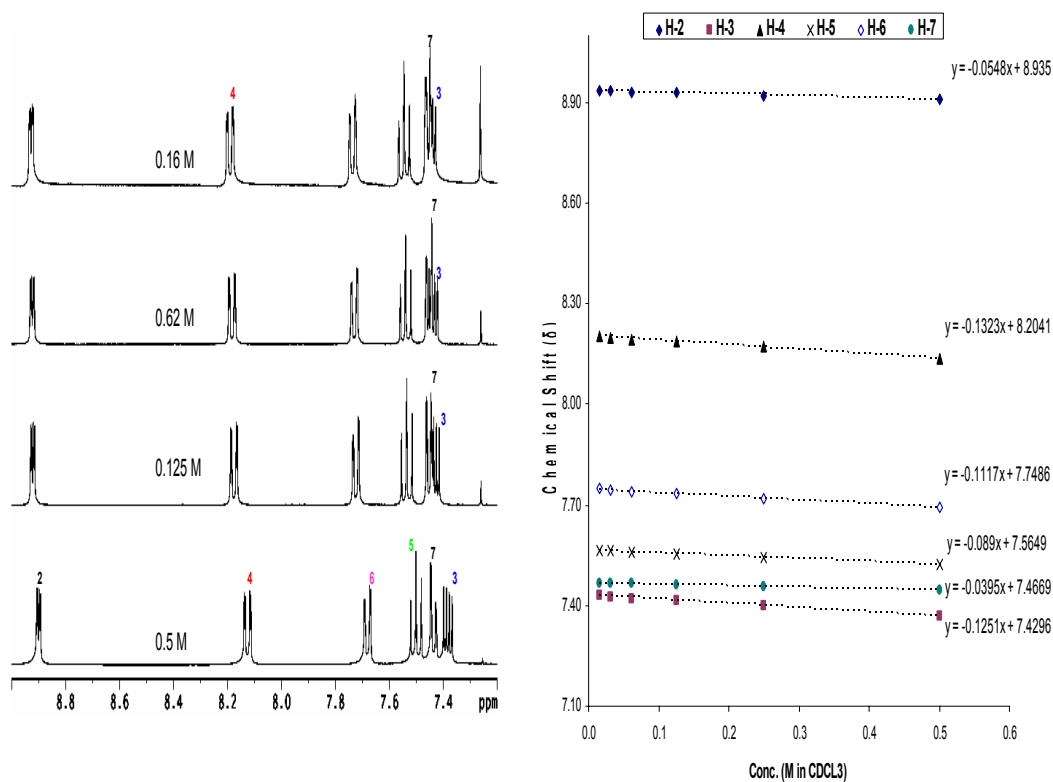 7
4
3
0.16 M
7
3
0.62 M
7
3
0.125 M
5
7
2
4
6
3
0.5 M
8.8 8.6 8.4 8.2 8.0 7.8 7.6 7.4 ppm
H-2 H-3 H-4 H-5 H-6 H-7
y = -0.0548x + 8.935
8.90
8.60
8.30
y = -0.1323x + 8.2041
8.00
Chemical Shift (δ)
y = -0.1117x + 7.7486
7.70
y = -0.089x + 7.5649
y = -0.0395x + 7.4669
7.40
y = -0.1251x + 7.4296
7.10
0.0 0.1 0.2 0.3 0.4 0.5 0.6
Conc. (M in CDCL3)